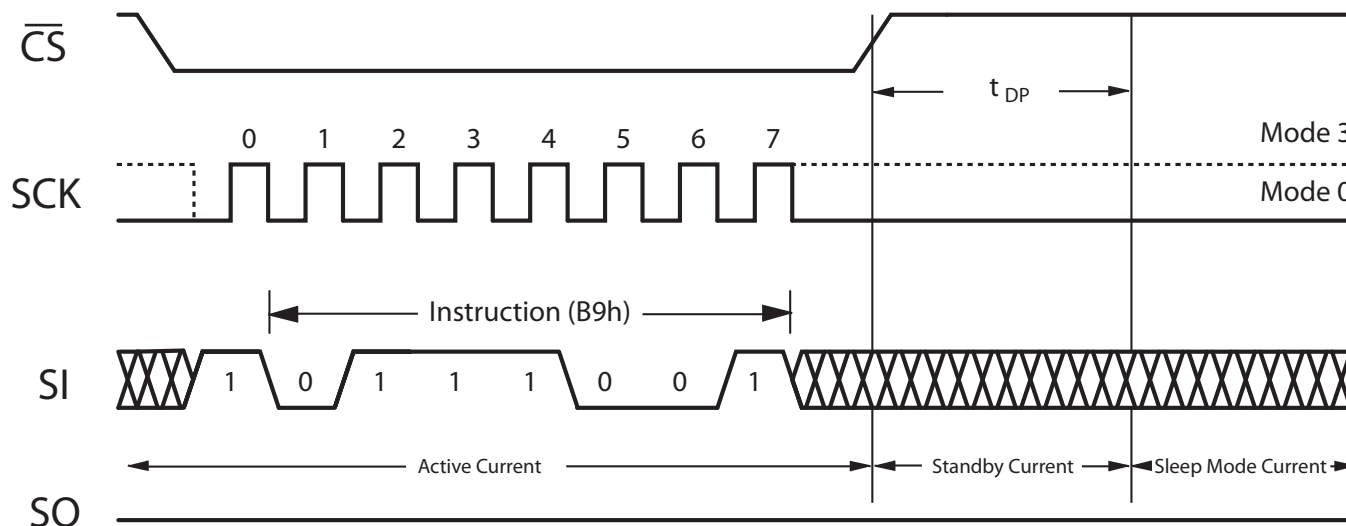 CS
t DP
0 1 2 3 4 5 6 7
Mode 3
SCK
Mode 0
Instruction (B9h)
SI
1 0 1 1 1 0 0 1
Active Current
Standby Current
Sleep Mode Current
SO